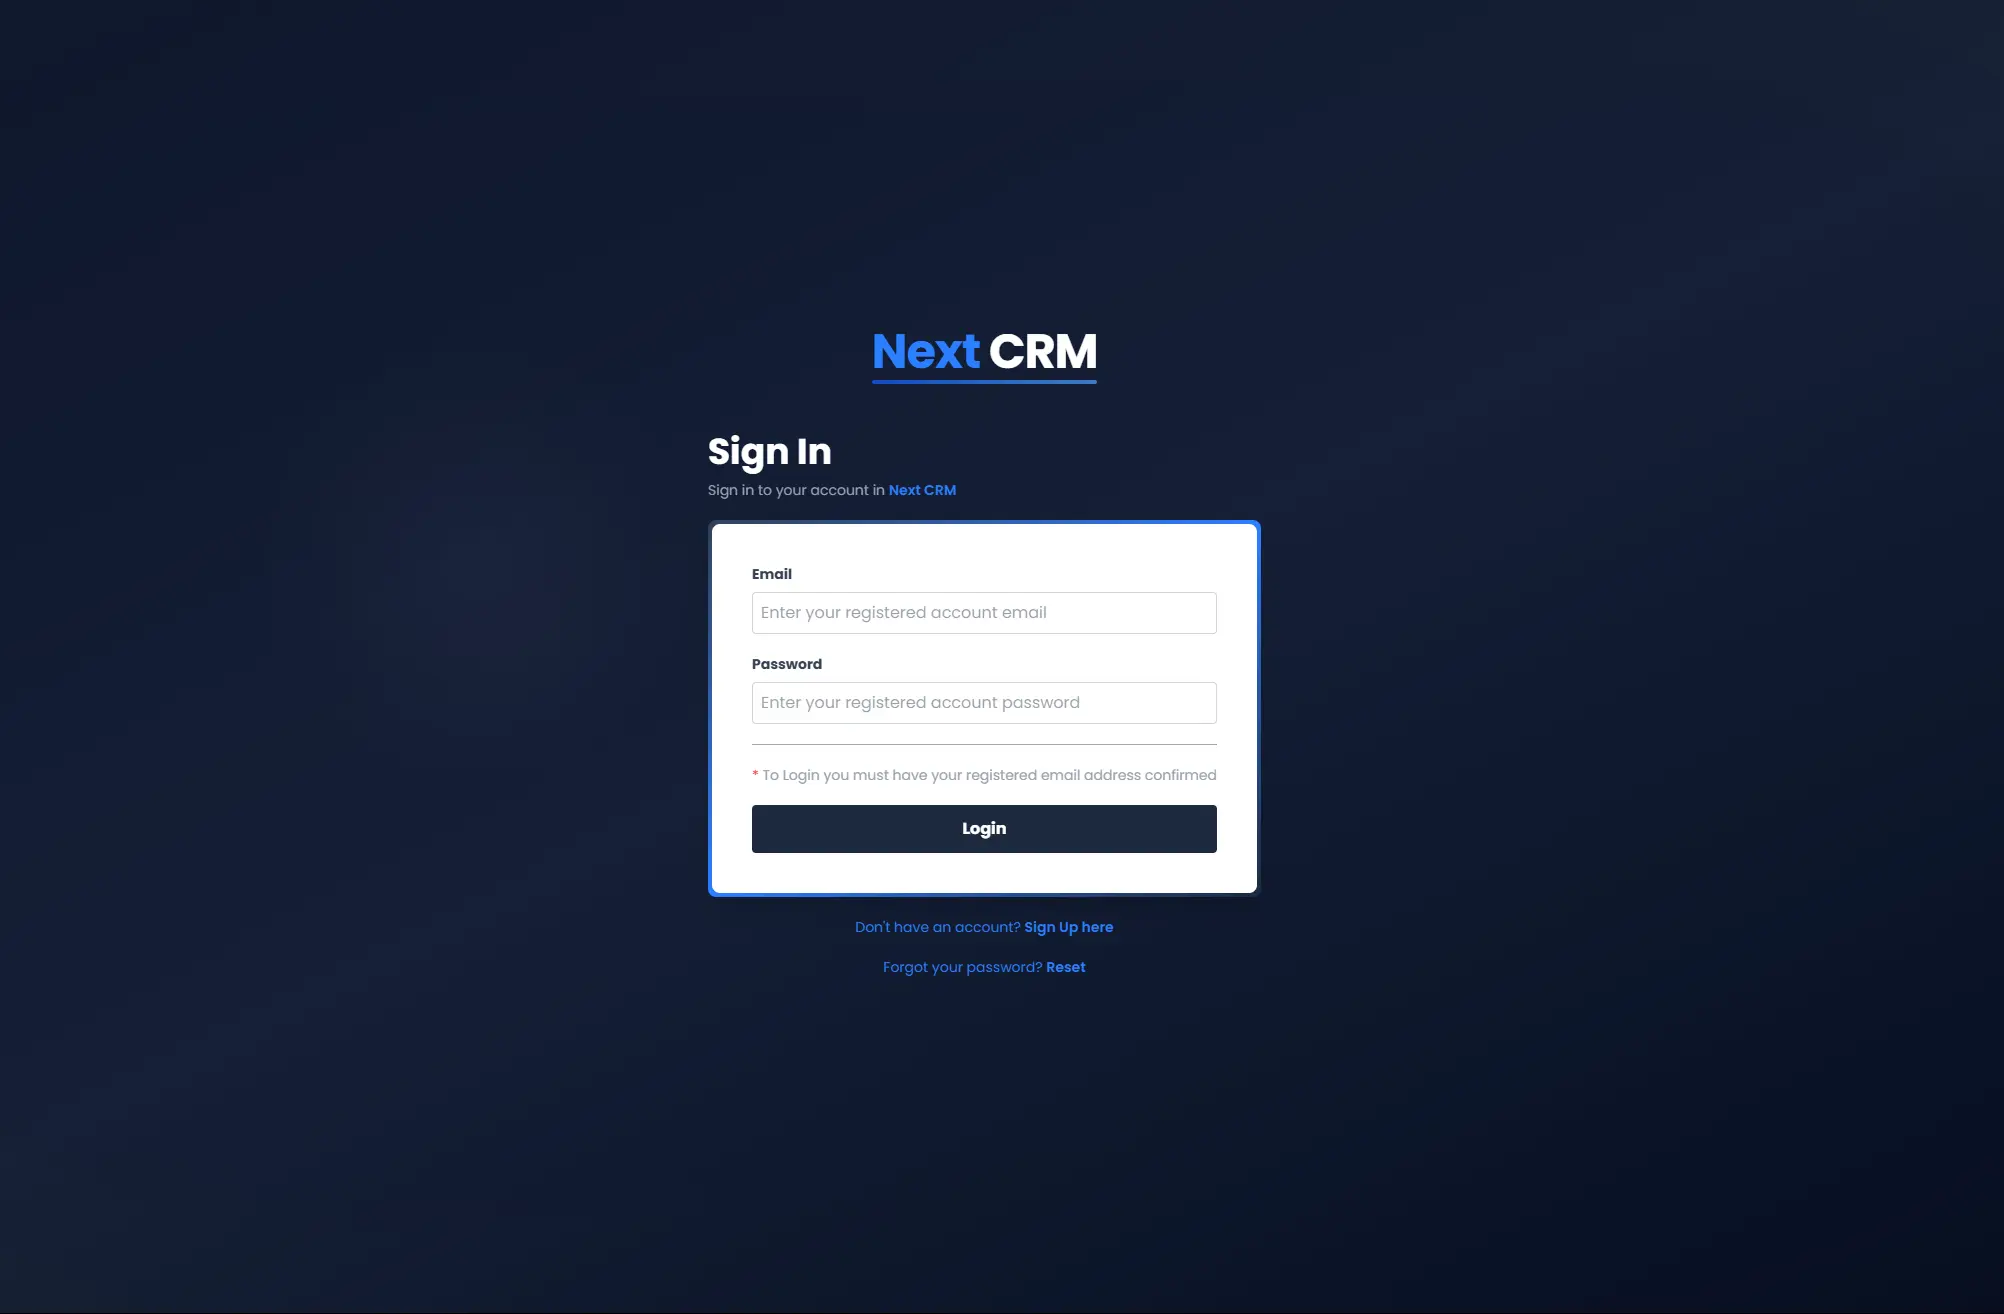 Next CRM
Sign In
Sign in to your account in Next CRM
Email
Enter your registered account email
Password
Enter your registered account password
* To Login you must have your registered email address confirmed
Login
Don't have an account? Sign Up here
Forgot your password? Reset